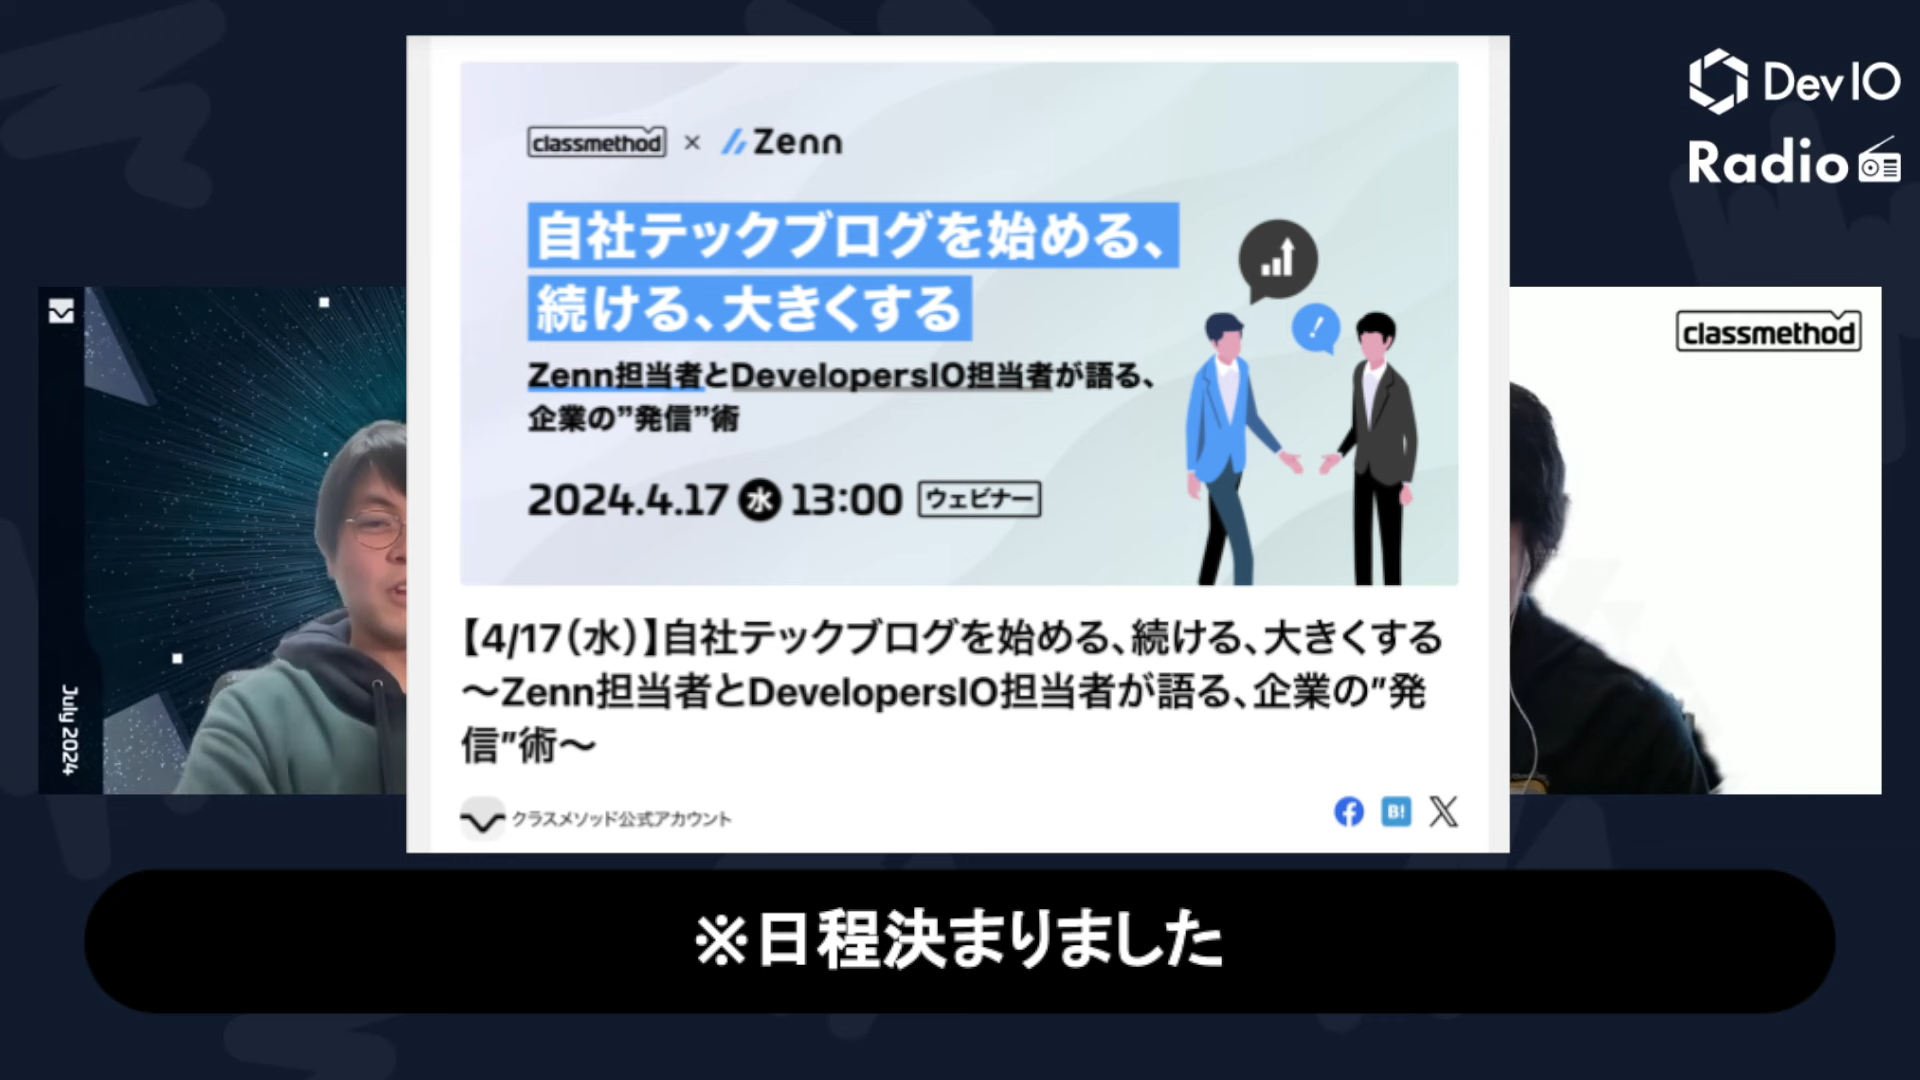 DevIO
Radio
classmethod × Zenn
自社テックブログを始める、
続ける、大きくする
Zenn担当者とDevelopersIO担当者が語る、
企業の”発信”術
2024.4.17 水 13:00 ウェビナー
!
【4/17(水)】自社テックブログを始める、続ける、大きくする
〜Zenn担当者とDevelopersIO担当者が語る、企業の”発
信”術〜
クラスメソッド公式アカウント
B!
July 2024
classmethod
※日程決まりました